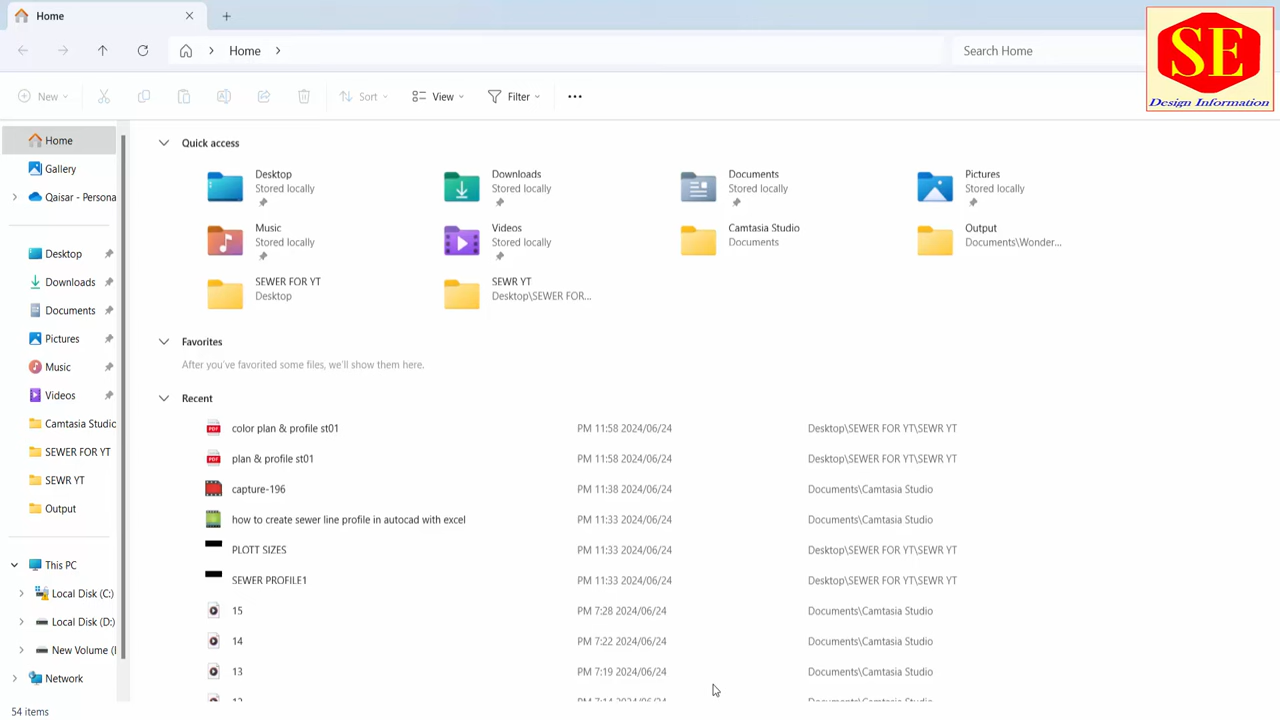 Home
Home
Search Home
SE
Design Information
New
Sort
View
Filter
Home
Gallery
Qaisar - Persona
Desktop
Downloads
Documents
Pictures
Music
Videos
Camtasia Studio
SEWER FOR YT
SEWR YT
Output
This PC
Local Disk (C:)
Local Disk (D:)
New Volume (
Network
54 items
Quick access
Desktop
Stored locally
Downloads
Stored locally
Documents
Stored locally
Pictures
Stored locally
Music
Stored locally
Videos
Stored locally
Camtasia Studio
Documents
Output
Documents\Wonder...
SEWER FOR YT
Desktop
SEWR YT
Desktop\SEWER FOR...
Favorites
After you've favorited some files, we'll show them here.
Recent
color plan & profile st01 PM 11:58 2024/06/24 Desktop\SEWER FOR YT\SEWR YT
plan & profile st01 PM 11:58 2024/06/24 Desktop\SEWER FOR YT\SEWR YT
capture-196 PM 11:38 2024/06/24 Documents\Camtasia Studio
how to create sewer line profile in autocad with excel PM 11:33 2024/06/24 Documents\Camtasia Studio
PLOTT SIZES PM 11:33 2024/06/24 Desktop\SEWER FOR YT\SEWR YT
SEWER PROFILE1 PM 11:33 2024/06/24 Desktop\SEWER FOR YT\SEWR YT
15 PM 7:28 2024/06/24 Documents\Camtasia Studio
14 PM 7:22 2024/06/24 Documents\Camtasia Studio
13 PM 7:19 2024/06/24 Documents\Camtasia Studio